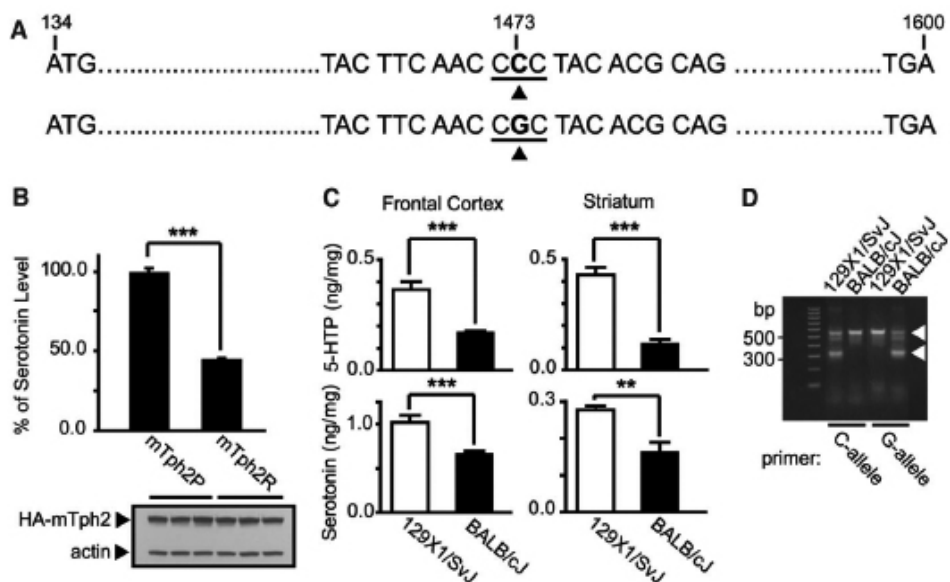 A
134 1473 1600
ATG............................TAC TTC AAC CCC TAC ACG CAG ................TGA
ATG............................TAC TTC AAC CGC TAC ACG CAG ................TGA
B
***
% of Serotonin Level
100.0
50.0
0.0
mTph2P mTph2R
HA-mTph2
actin
C
Frontal Cortex Striatum
*** ***
5-HTP (ng/mg)
0.5 0.5
0.0 0.0
*** **
Serotonin (ng/mg)
1.0 0.3
0.0 0.0
129X1/SvJ BALB/cJ 129X1/SvJ BALB/cJ
D
129X1/SvJ BALB/cJ 129X1/SvJ BALB/cJ
bp
500
300
primer: C-allele G-allele